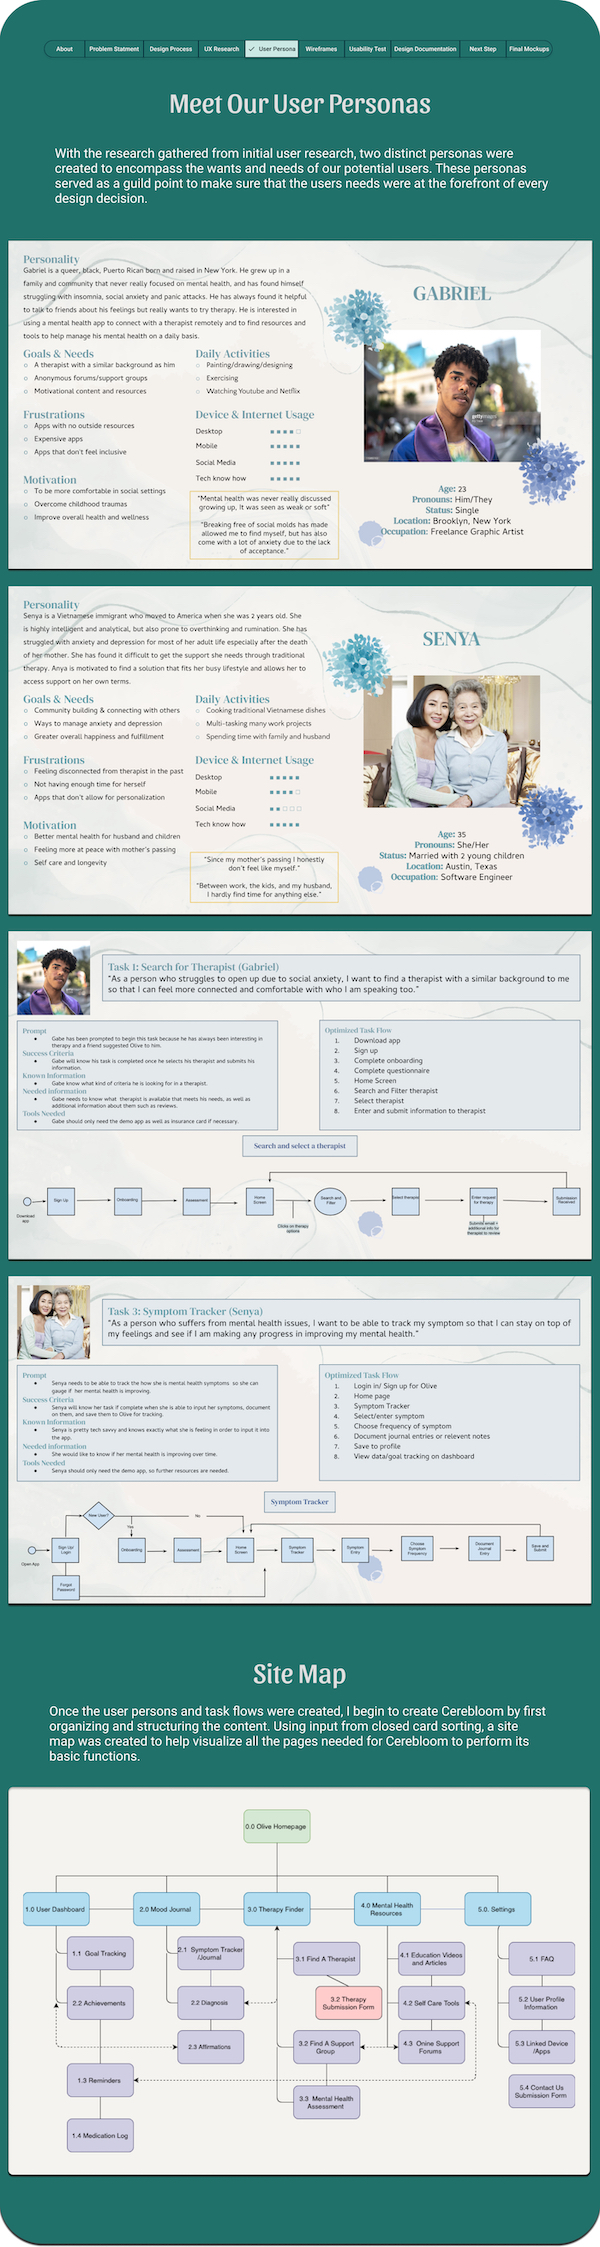 About Problem Statment Design Process UX Research ✓ User Persona Wireframes Usability Test Design Documentation Next Step Final Mockups
Meet Our User Personas
With the research gathered from initial user research, two distinct personas were
created to encompass the wants and needs of our potential users. These personas
served as a guild point to make sure that the users needs were at the forefront of every
design decision.
Personality
Gabriel is a queer, black, Puerto Rican born and raised in New York. He grew up in a
family and community that never really focused on mental health, and has found himself
struggling with insomnia, social anxiety and panic attacks. He has always found it helpful
to talk to friends about his feelings but really wants to try therapy. He is interested in
using a mental health app to connect with a therapist remotely and to find resources and
tools to help manage his mental health on a daily basis.
Goals & Needs
A therapist with a similar background as him
Anonymous forums/support groups
Motivational content and resources
Frustrations
Apps with no outside resources
Expensive apps
Apps that don't feel inclusive
Motivation
To be more comfortable in social settings
Overcome childhood traumas
Improve overall health and wellness
Daily Activities
Painting/drawing/designing
Exercising
Watching Youtube and Netflix
Device & Internet Usage
Desktop
Mobile
Social Media
Tech know how
"Mental health was never really discussed
growing up, It was seen as weak or soft"
"Breaking free of social molds has made
allowed me to find myself, but has also
come with a lot of anxiety due to the lack
of acceptance."
GABRIEL
gettyimages
Age: 23
Pronouns: Him/They
Status: Single
Location: Brooklyn, New York
Occupation: Freelance Graphic Artist
Personality
Senya is a Vietnamese immigrant who moved to America when she was 2 years old. She
is highly intelligent and analytical, but also prone to overthinking and rumination. She has
struggled with anxiety and depression for most of her adult life especially after the death
of her mother. She has found it difficult to get the support she needs through traditional
therapy. Anya is motivated to find a solution that fits her busy lifestyle and allows her to
access support on her own terms.
Goals & Needs
Community building & connecting with others
Ways to manage anxiety and depression
Greater overall happiness and fulfillment
Frustrations
Feeling disconnected from therapist in the past
Not having enough time for herself
Apps that don't allow for personalization
Motivation
Better mental health for husband and children
Feeling more at peace with mother's passing
Self care and longevity
Daily Activities
Cooking traditional Vietnamese dishes
Multi-tasking many work projects
Spending time with family and husband
Device & Internet Usage
Desktop
Mobile
Social Media
Tech know how
"Since my mother's passing I honestly
don't feel like myself."
"Between work, the kids, and my husband,
I hardly find time for anything else."
SENYA
Age: 35
Pronouns: She/Her
Status: Married with 2 young children
Location: Austin, Texas
Occupation: Software Engineer
Task 1: Search for Therapist (Gabriel)
"As a person who struggles to open up due to social anxiety, I want to find a therapist with a similar background to me
so that I can feel more connected and comfortable with who I am speaking too."
Prompt
Gabe has been prompted to begin this task because he has always been interesting in
therapy and a friend suggested Olive to him.
Success Criteria
Gabe will know his task is completed once he selects his therapist and submits his
information.
Known Information
Gabe know what kind of criteria he is looking for in a therapist.
Needed information
Gabe needs to know what therapist is available that meets his needs, as well as
additional information about them such as reviews.
Tools Needed
Gabe should only need the demo app as well as insurance card if necessary.
Optimized Task Flow
1. Download app
2. Sign up
3. Complete onboarding
4. Complete questionnaire
5. Home Screen
6. Search and Filter therapist
7. Select therapist
8. Enter and submit information to therapist
Search and select a therapist
Download
app
Sign Up
Onboarding
Assessment
Home
Screen
Clicks on therapy
options
Search and
Filter
Select therapist
Enter request
for therapy
Submits email +
additional info for
therapist to review
Submission
Received
Task 3: Symptom Tracker (Senya)
"As a person who suffers from mental health issues, I want to be able to track my symptom so that I can stay on top of
my feelings and see if I am making any progress in improving my mental health."
Prompt
Senya needs to be able to track the how she is mental health symptoms so she can
gauge if her mental health is improving.
Success Criteria
Senya will know her task if complete when she is able to input her symptoms, document
on them, and save them to Olive for tracking.
Known Information
Senya is pretty tech savvy and knows exactly what she is feeling in order to input it into
the app.
Needed information
She would like to know if her mental health is improving over time.
Tools Needed
Senya should only need the demo app, so further resources are needed.
Optimized Task Flow
1. Login in/ Sign up for Olive
2. Home page
3. Symptom Tracker
4. Select/enter symptom
5. Choose frequency of symptom
6. Document journal entries or relevent notes
7. Save to profile
8. View data/goal tracking on dashboard
Symptom Tracker
New User?
No
Yes
Open App
Sign Up/
Login
Onboarding
Assessment
Home
Screen
Symptom
Tracker
Symptom
Entry
Choose
Symptom
Frequency
Document
Journal
Entry
Save and
Submit
Forgot
Password
Site Map
Once the user persons and task flows were created, I begin to create Cerebloom by first
organizing and structuring the content. Using input from closed card sorting, a site
map was created to help visualize all the pages needed for Cerebloom to perform its
basic functions.
0.0 Olive Homepage
1.0 User Dashboard
2.0 Mood Journal
3.0 Therapy Finder
4.0 Mental Health
Resources
5.0. Settings
1.1 Goal Tracking
2.1 Symptom Tracker
/Journal
3.1 Find A Therapist
4.1 Education Videos
and Articles
5.1 FAQ
2.2 Achievements
2.2 Diagnosis
3.2 Therapy
Submission Form
4.2 Self Care Tools
5.2 User Profile
Information
2.3 Affirmations
3.2 Find A Support
Group
4.3 Onine Support
Forums
5.3 Linked Device
/Apps
1.3 Reminders
3.3 Mental Health
Assessment
5.4 Contact Us
Submission Form
1.4 Medication Log